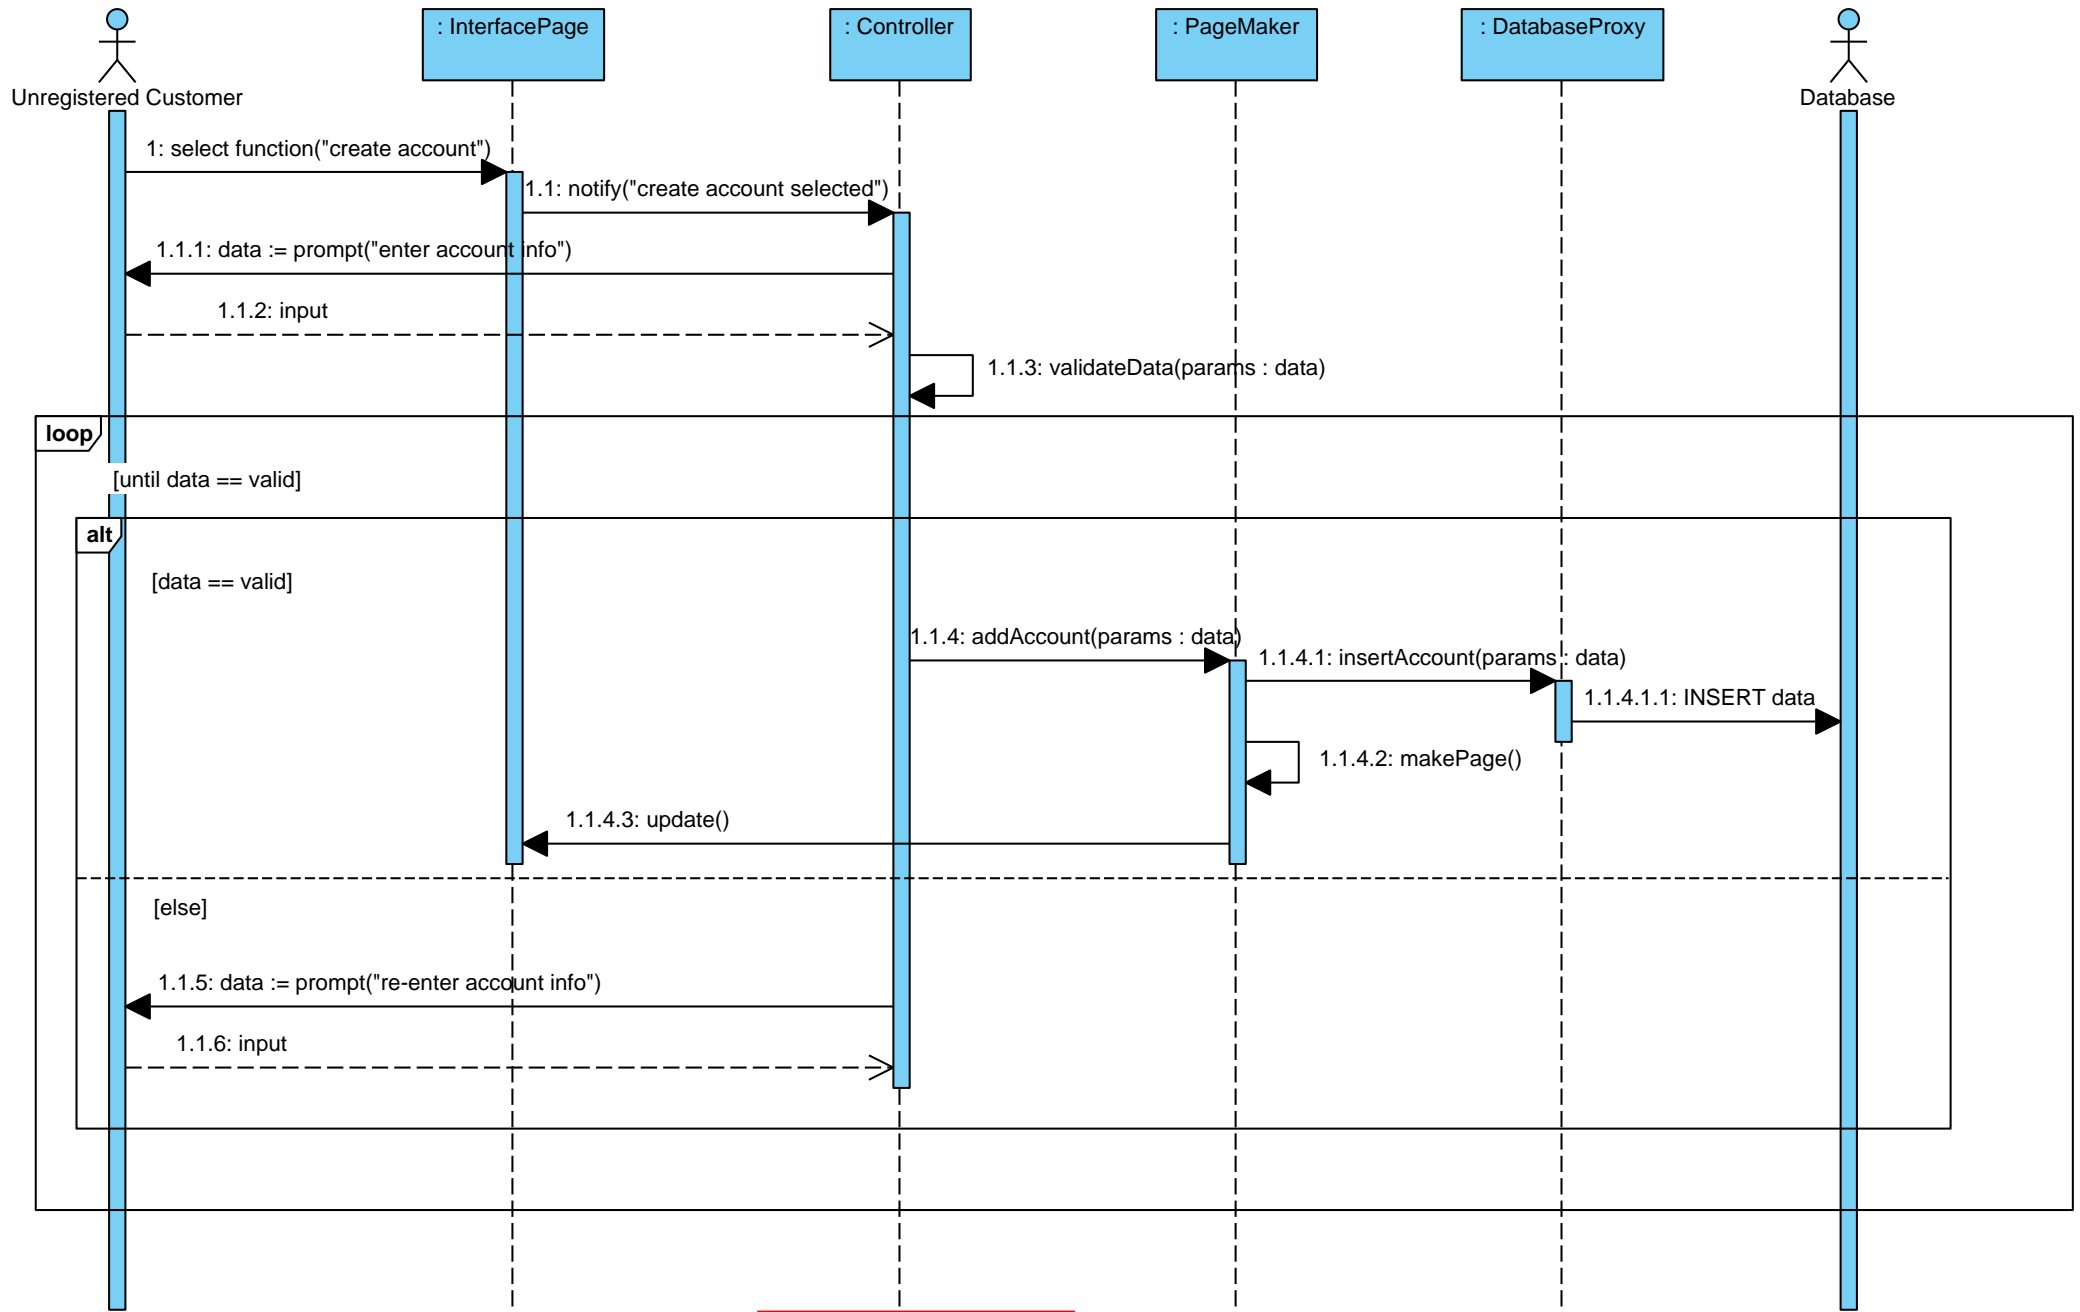 : InterfacePage
: Controller
: PageMaker
: DatabaseProxy
Unregistered Customer
Database
1: select function("create account")
1.1: notify("create account selected")
1.1.1: data := prompt("enter account info")
1.1.2: input
1.1.3: validateData(params : data)
loop
[until data == valid]
alt
[data == valid]
1.1.4: addAccount(params : data)
1.1.4.1: insertAccount(params : data)
1.1.4.1.1: INSERT data
1.1.4.2: makePage()
1.1.4.3: update()
[else]
1.1.5: data := prompt("re-enter account info")
1.1.6: input